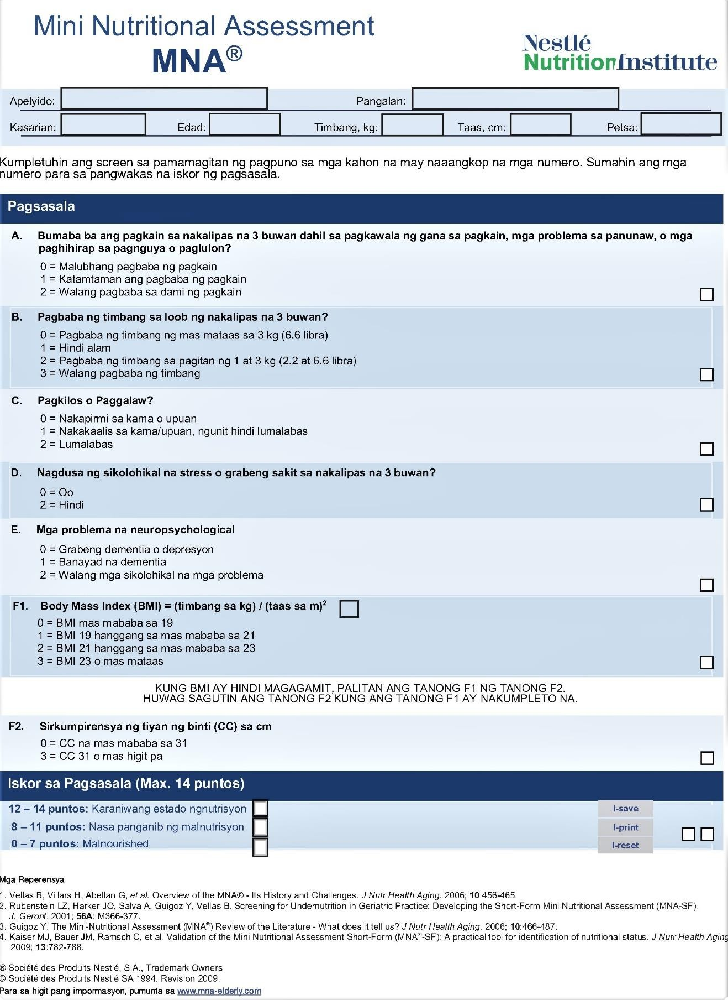 Mini Nutritional Assessment
MNA®
Nestlé
NutritionInstitute
Apelyido: Pangalan:
Kasarian: Edad: Timbang, kg: Taas, cm: Petsa:
Kumpletuhin ang screen sa pamamagitan ng pagpuno sa mga kahon na may naaangkop na mga numero. Sumahin ang mga
numero para sa pangwakas na iskor ng pagsasala.
Pagsasala
A. Bumaba ba ang pagkain sa nakalipas na 3 buwan dahil sa pagkawala ng gana sa pagkain, mga problema sa panunaw, o mga
paghihirap sa pagnguya o paglulon?
0 = Malubhang pagbaba ng pagkain
1 = Katamtaman ang pagbaba ng pagkain
2 = Walang pagbaba sa dami ng pagkain
B. Pagbaba ng timbang sa loob ng nakalipas na 3 buwan?
0 = Pagbaba ng timbang ng mas mataas sa 3 kg (6.6 libra)
1 = Hindi alam
2 = Pagbaba ng timbang sa pagitan ng 1 at 3 kg (2.2 at 6.6 libra)
3 = Walang pagbaba ng timbang
C. Pagkilos o Paggalaw?
0 = Nakapirmi sa kama o upuan
1 = Nakakaalis sa kama/upuan, ngunit hindi lumalabas
2 = Lumalabas
D. Nagdusa ng sikolohikal na stress o grabeng sakit sa nakalipas na 3 buwan?
0 = Oo
2 = Hindi
E. Mga problema na neuropsychological
0 = Grabeng dementia o depresyon
1 = Banayad na dementia
2 = Walang mga sikolohikal na mga problema
F1. Body Mass Index (BMI) = (timbang sa kg) / (taas sa m)²
0 = BMI mas mababa sa 19
1 = BMI 19 hanggang sa mas mababa sa 21
2 = BMI 21 hanggang sa mas mababa sa 23
3 = BMI 23 o mas mataas
KUNG BMI AY HINDI MAGAGAMIT, PALITAN ANG TANONG F1 NG TANONG F2.
HUWAG SAGUTIN ANG TANONG F2 KUNG ANG TANONG F1 AY NAKUMPLETO NA.
F2. Sirkumpirensya ng tiyan ng binti (CC) sa cm
0 = CC na mas mababa sa 31
3 = CC 31 o mas higit pa
Iskor sa Pagsasala (Max. 14 puntos)
12 – 14 puntos: Karaniwang estado ngnutrisyon I-save
8 – 11 puntos: Nasa panganib ng malnutrisyon I-print
0 – 7 puntos: Malnourished I-reset
Mga Reperensya
1. Vellas B, Villars H, Abellan G, et al. Overview of the MNA® - Its History and Challenges. J Nutr Health Aging. 2006; 10:456-465.
2. Rubenstein LZ, Harker JO, Salva A, Guigoz Y, Vellas B. Screening for Undernutrition in Geriatric Practice: Developing the Short-Form Mini Nutritional Assessment (MNA-SF).
J. Geront. 2001; 56A: M366-377.
3. Guigoz Y. The Mini-Nutritional Assessment (MNA®) Review of the Literature - What does it tell us? J Nutr Health Aging. 2006; 10:466-487.
4. Kaiser MJ, Bauer JM, Ramsch C, et al. Validation of the Mini Nutritional Assessment Short-Form (MNA®-SF): A practical tool for identification of nutritional status. J Nutr Health Aging
2009; 13:782-788.
® Société des Produits Nestlé, S.A., Trademark Owners
© Société des Produits Nestlé SA 1994, Revision 2009.
Para sa higit pang impormasyon, pumunta sa www.mna-elderly.com